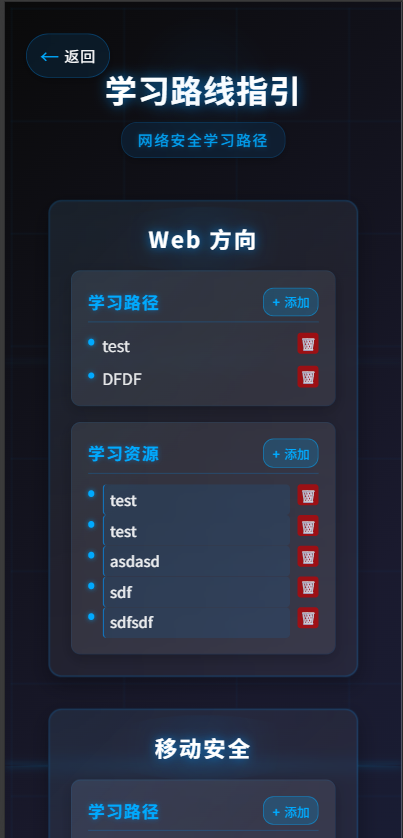 ← 返回
学习路线指引
网络安全学习路径
Web 方向
学习路径
+ 添加
test
DFDF
学习资源
+ 添加
test
test
asdasd
sdf
sdfsdf
移动安全
学习路径
+ 添加